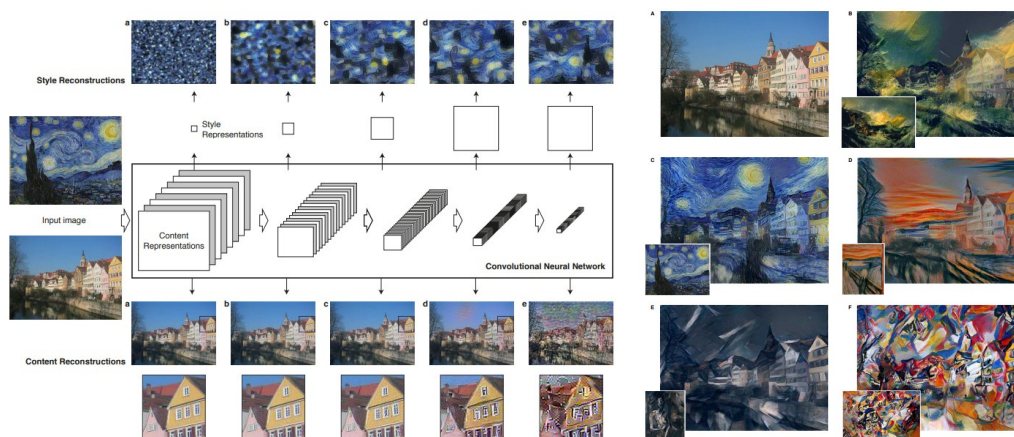 a b c d e
Style Reconstructions
Style
Representations
Input image
Content
Representations
Convolutional Neural Network
a b c d e
Content Reconstructions
A B
C D
E F